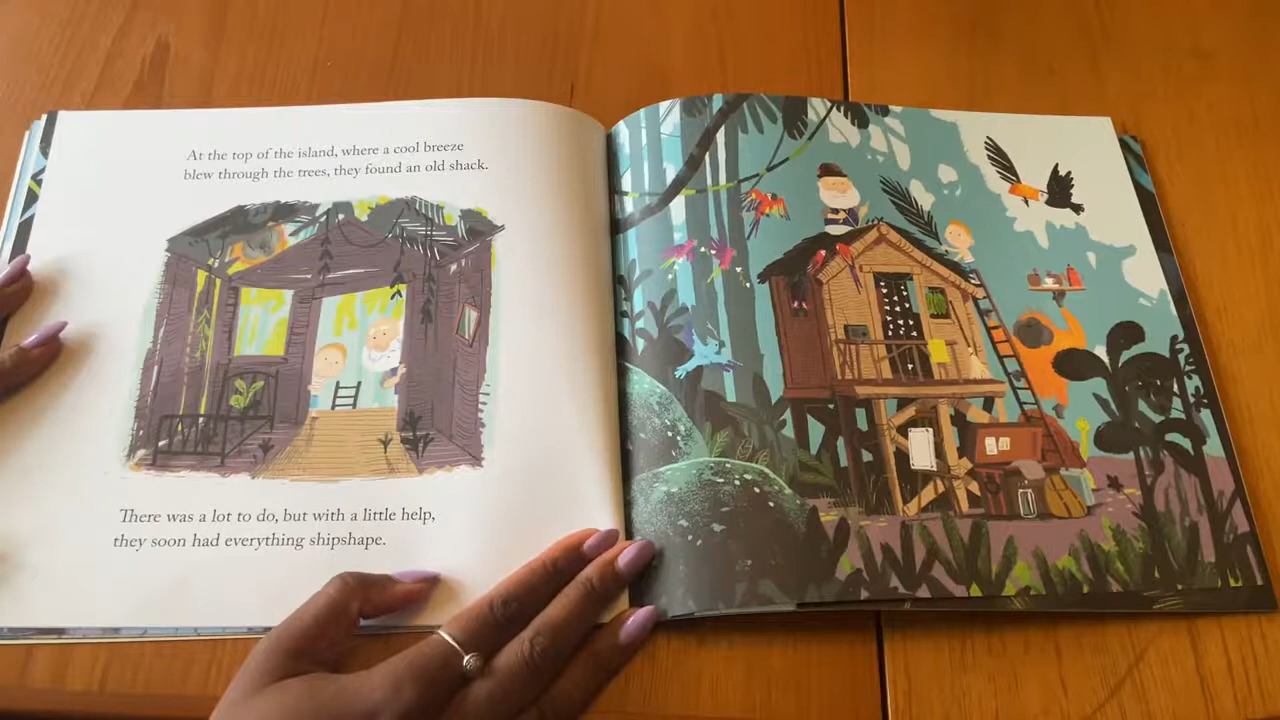 At the top of the island, where a cool breeze
blew through the trees, they found an old shack.
There was a lot to do, but with a little help,
they soon had everything shipshape.